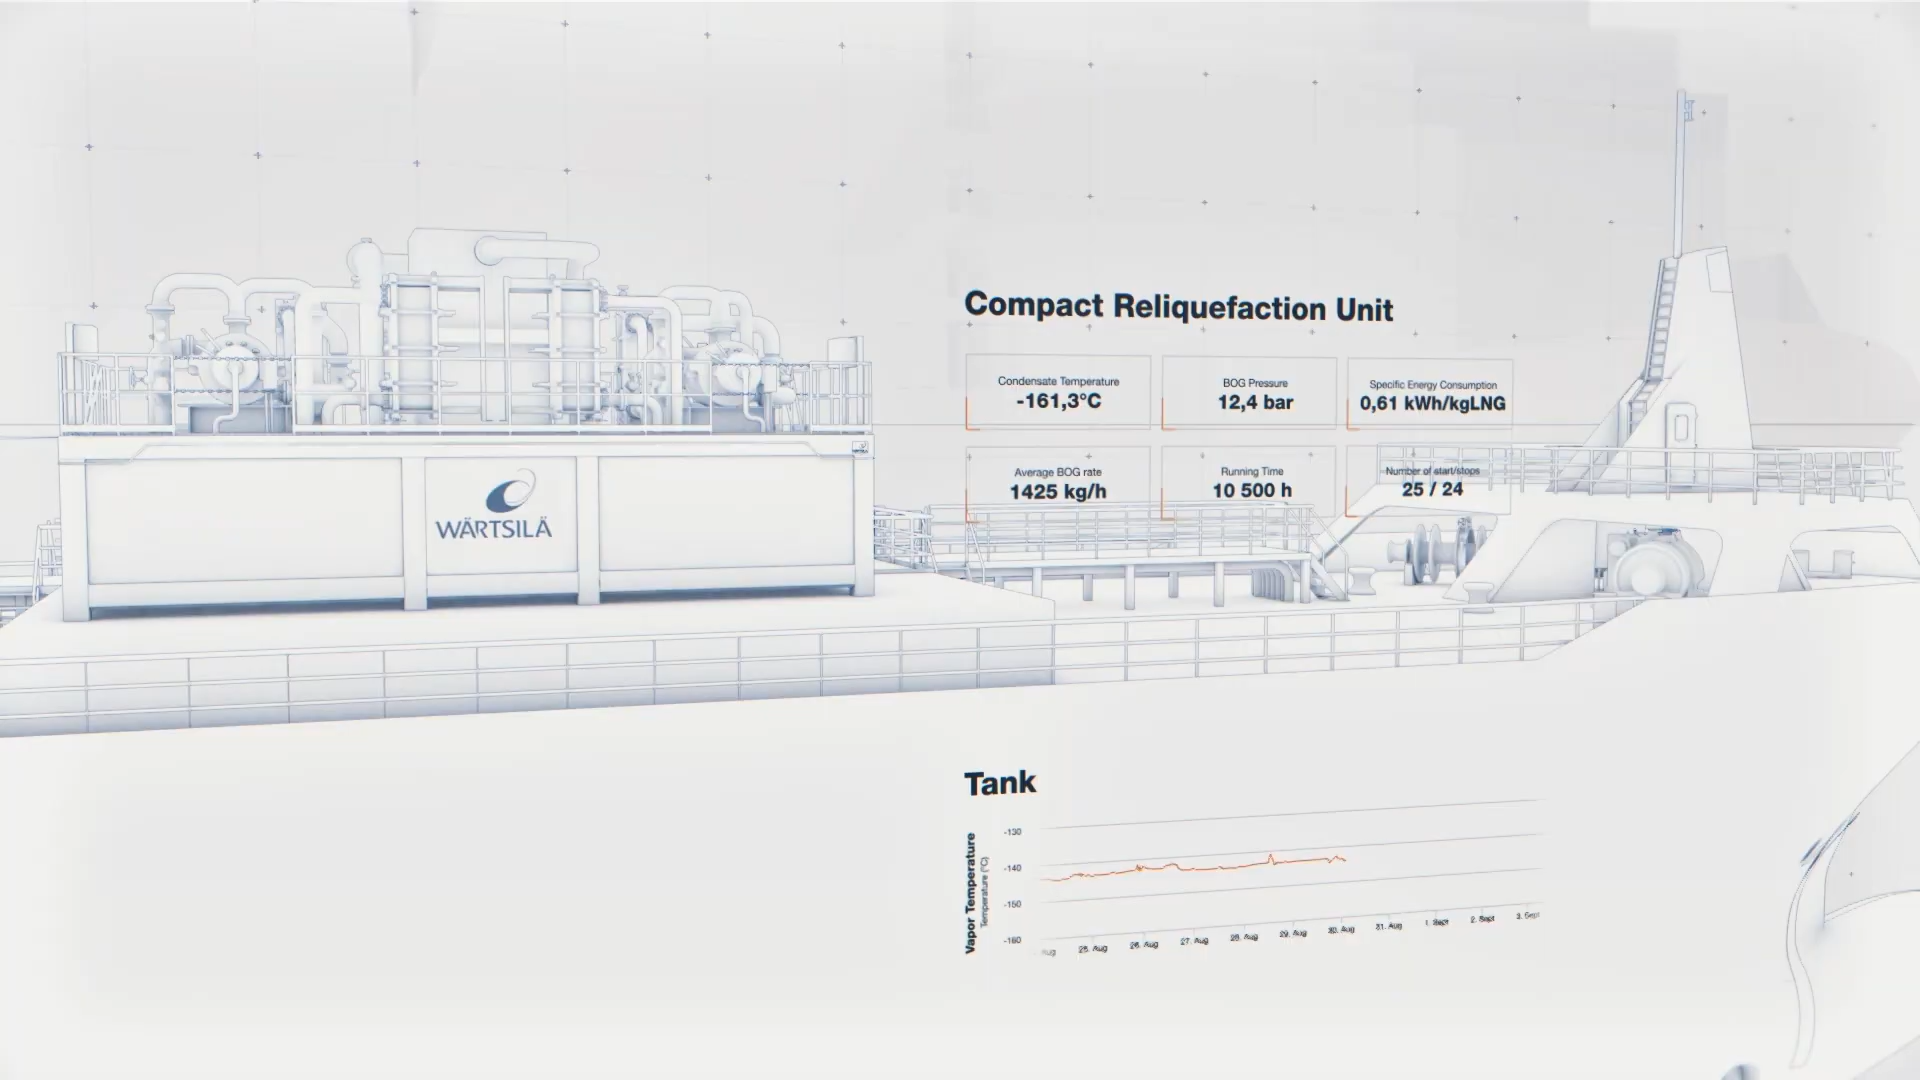 WÄRTSILÄ
Compact Reliquefaction Unit
Condensate Temperature
-161,3°C
BOG Pressure
12,4 bar
Specific Energy Consumption
0,61 kWh/kgLNG
Average BOG rate
1425 kg/h
Running Time
10 500 h
Number of start/stops
25 / 24
Tank
Vapor Temperature
Temperature (°C)
-130
-140
-150
-160
Aug
25. Aug
26. Aug
27. Aug
28. Aug
29. Aug
30. Aug
31. Aug
1. Sept
2. Sept
3. Sept